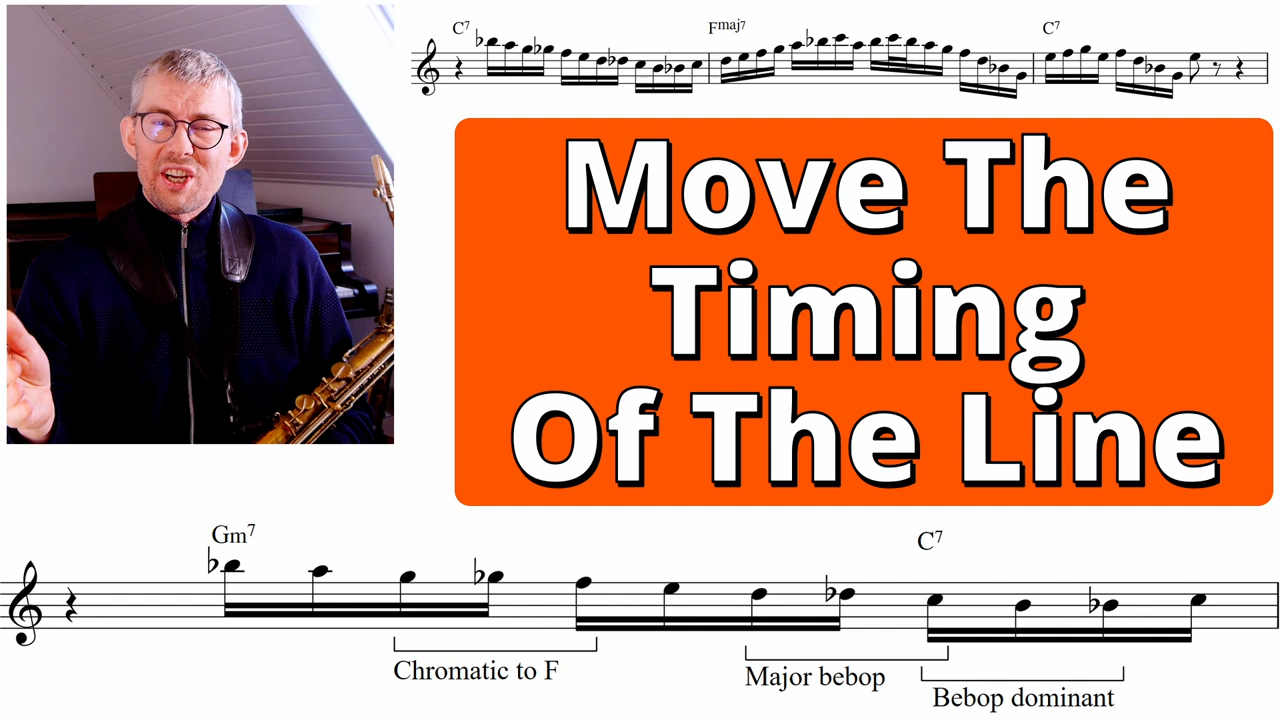 C7 Fmaj7 C7
Move The
Timing
Of The Line
Gm7 C7
Chromatic to F
Major bebop
Bebop dominant